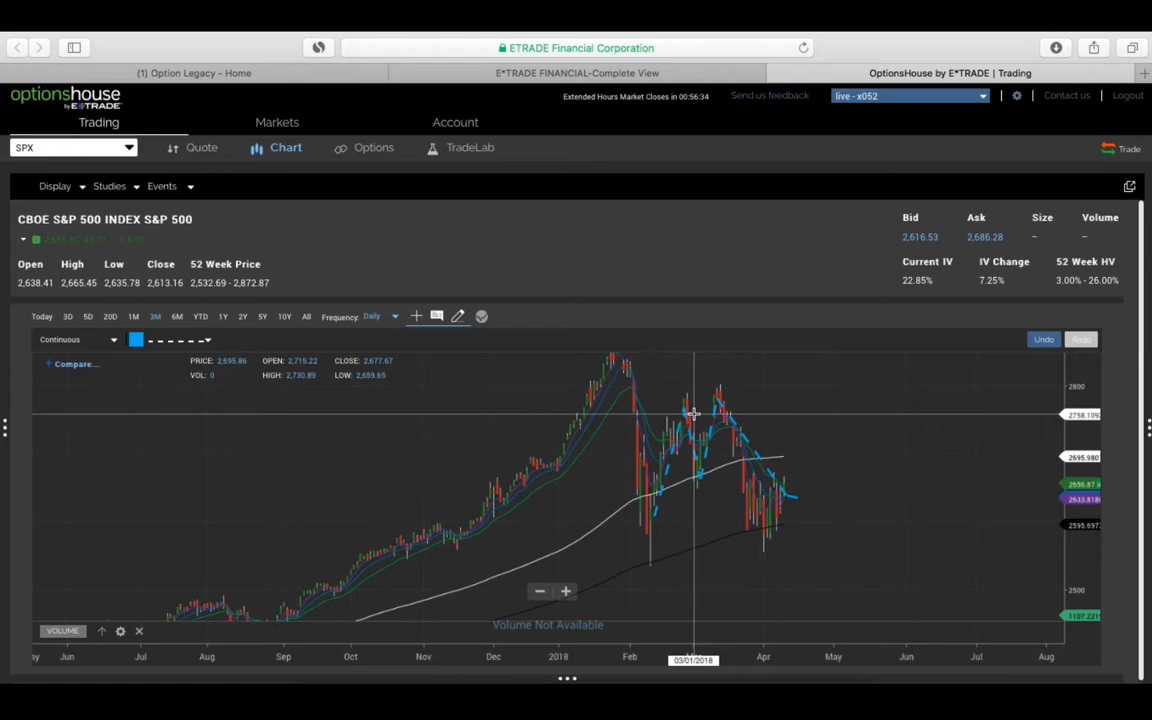 ETRADE Financial Corporation
(1) Option Legacy - Home
E*TRADE FINANCIAL-Complete View
OptionsHouse by E*TRADE | Trading
optionshouse
by E*TRADE
Extended Hours Market Closes in 00:56:34
Send us feedback
live - x052
Contact us
Logout
Trading
Markets
Account
SPX
Quote
Chart
Options
TradeLab
Trade
Display
Studies
Events
CBOE S&P 500 INDEX S&P 500
Bid Ask Size Volume
2,616.53 2,686.28 – –
Open High Low Close 52 Week Price
2,638.41 2,665.45 2,635.78 2,613.16 2,532.69 - 2,872.87
Current IV IV Change 52 Week HV
22.85% 7.25% 3.00% - 26.00%
Today 3D 5D 20D 1M 3M 6M YTD 1Y 2Y 5Y 10Y All Frequency: Daily
Continuous
Undo Redo
+ Compare...
PRICE: 2,695.86 OPEN: 2,715.22 CLOSE: 2,677.67
VOL: 0 HIGH: 2,730.89 LOW: 2,659.65
2800
2758.1092
2695.980
2595.697
2500
1107.221
Volume Not Available
VOLUME
Jun Jul Aug Sep Oct Nov Dec 2018 Feb Apr May Jun Jul Aug
03/01/2018